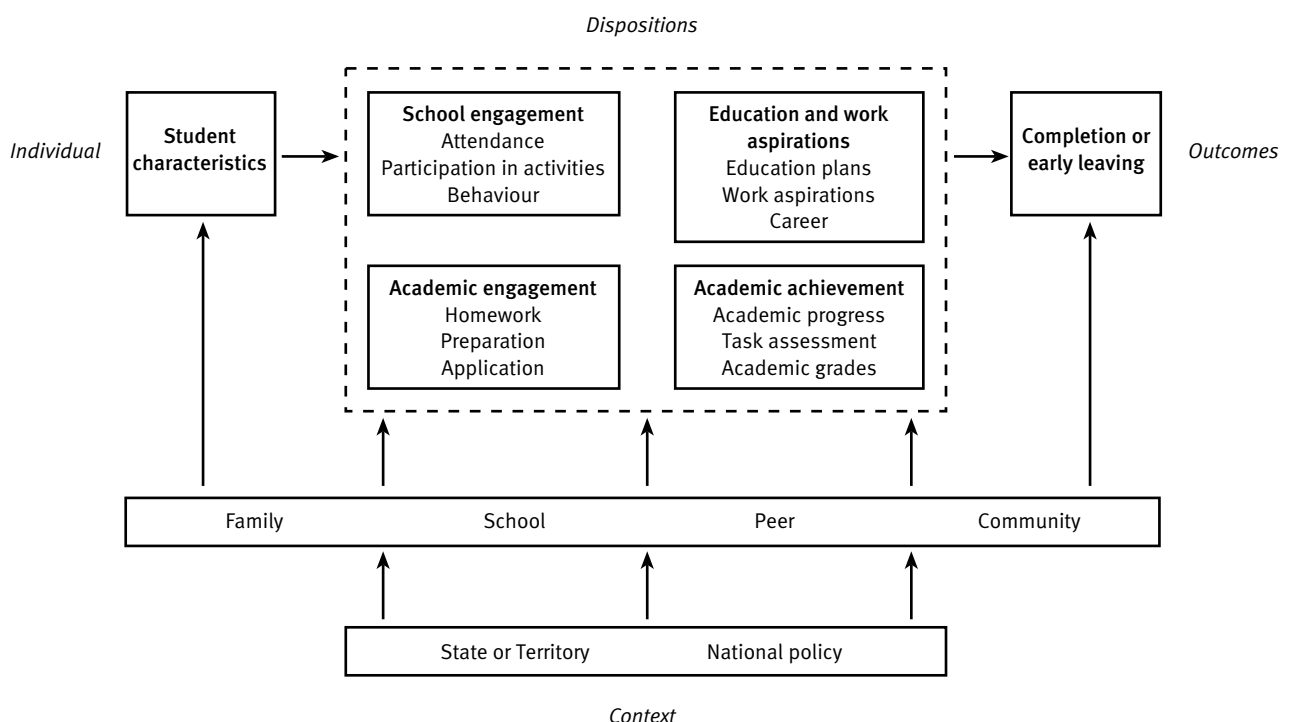 Dispositions
Individual
Student
characteristics
School engagement
Attendance
Participation in activities
Behaviour
Education and work
aspirations
Education plans
Work aspirations
Career
Academic engagement
Homework
Preparation
Application
Academic achievement
Academic progress
Task assessment
Academic grades
Completion or
early leaving
Outcomes
Family School Peer Community
State or Territory National policy
Context